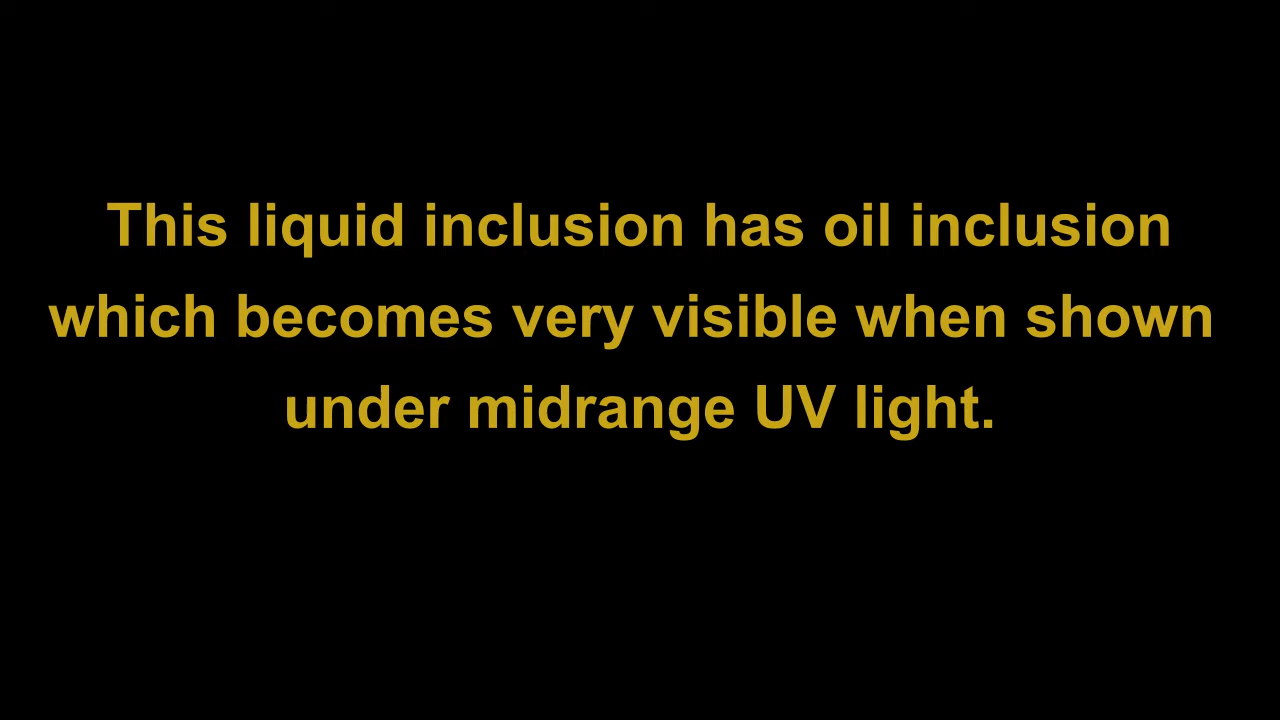 This liquid inclusion has oil inclusion
which becomes very visible when shown
under midrange UV light.